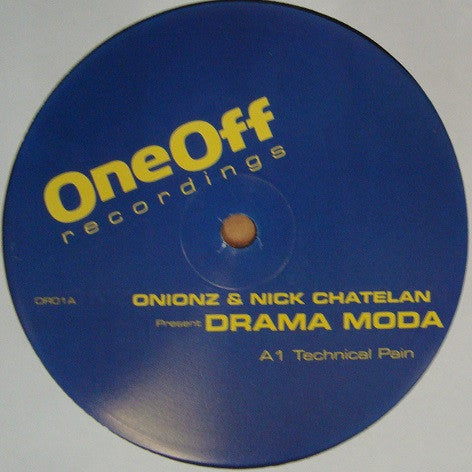 OneOff
recordings
OR01A
ONIONZ & NICK CHATELAN
Present DRAMA MODA
A1 Technical Pain